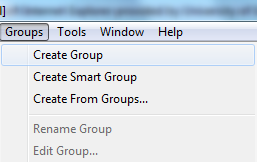 Groups Tools Window Help
Create Group
Create Smart Group
Create From Groups...
Rename Group
Edit Group...